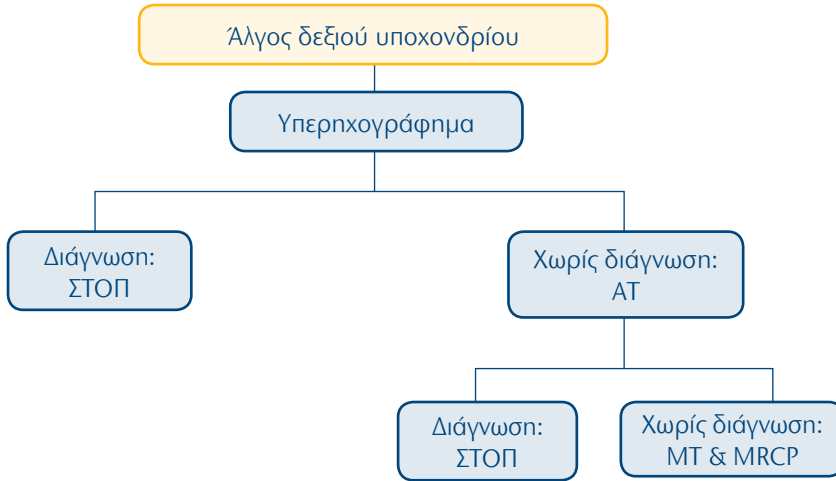 Άλγος δεξιού υποχονδρίου
Υπερηχογράφημα
Διάγνωση:
ΣΤΟΠ
Χωρίς διάγνωση:
ΑΤ
Διάγνωση:
ΣΤΟΠ
Χωρίς διάγνωση:
ΜΤ & MRCP